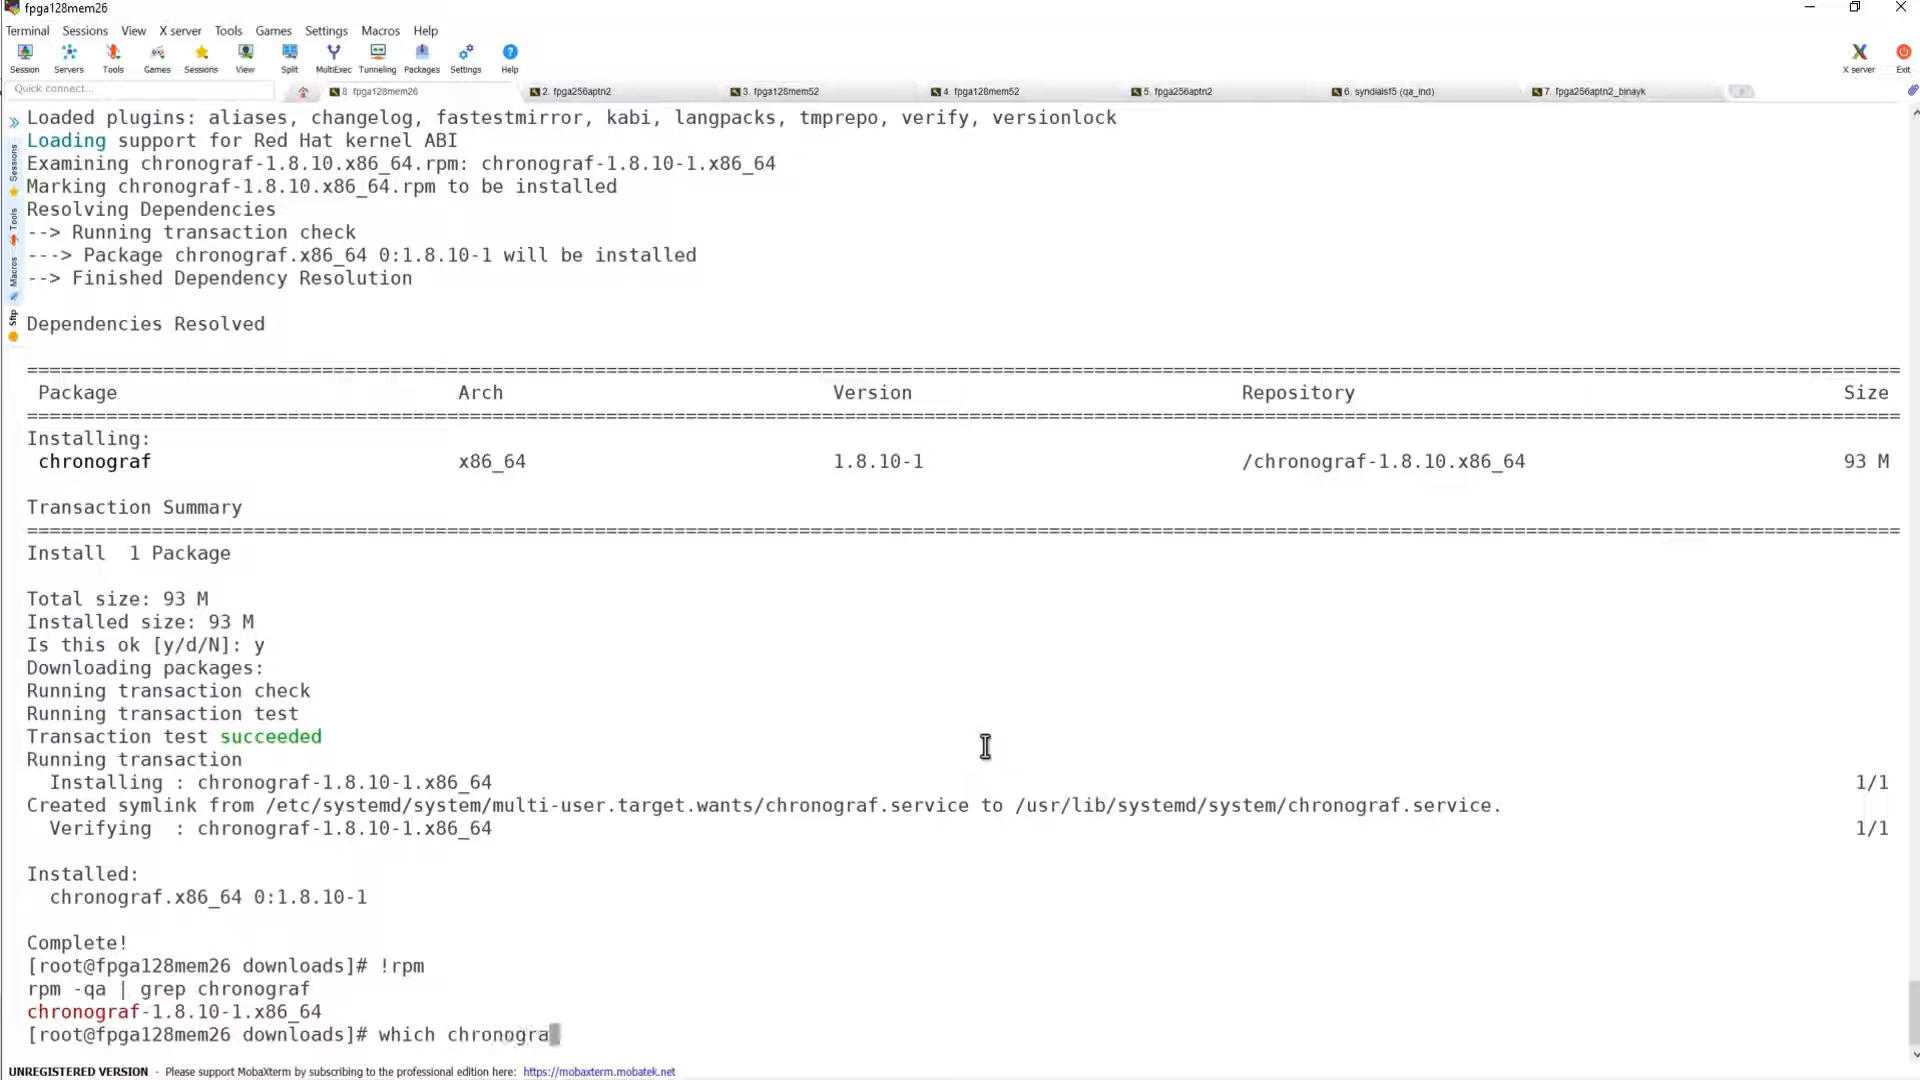 fpga128mem26
Terminal Sessions View X server Tools Games Settings Macros Help
Session Servers Tools Games Sessions View Split MultiExec Tunneling Packages Settings Help X server Exit
Quick connect...
8. fpga128mem26 2. fpga256aptn2 3. fpga128mem52 4. fpga128mem52 5. fpga256aptn2 6. syndialsf5 (qa_ind) 7. fpga256aptn2_binayk
Sessions
Tools
Macros
Sftp
Loaded plugins: aliases, changelog, fastestmirror, kabi, langpacks, tmprepo, verify, versionlock
Loading support for Red Hat kernel ABI
Examining chronograf-1.8.10.x86_64.rpm: chronograf-1.8.10-1.x86_64
Marking chronograf-1.8.10.x86_64.rpm to be installed
Resolving Dependencies
--> Running transaction check
---> Package chronograf.x86_64 0:1.8.10-1 will be installed
--> Finished Dependency Resolution
Dependencies Resolved
Package Arch Version Repository Size
Installing:
chronograf x86_64 1.8.10-1 /chronograf-1.8.10.x86_64 93 M
Transaction Summary
Install 1 Package
Total size: 93 M
Installed size: 93 M
Is this ok [y/d/N]: y
Downloading packages:
Running transaction check
Running transaction test
Transaction test succeeded
Running transaction
Installing : chronograf-1.8.10-1.x86_64 1/1
Created symlink from /etc/systemd/system/multi-user.target.wants/chronograf.service to /usr/lib/systemd/system/chronograf.service.
Verifying : chronograf-1.8.10-1.x86_64 1/1
Installed:
chronograf.x86_64 0:1.8.10-1
Complete!
[root@fpga128mem26 downloads]# !rpm
rpm -qa | grep chronograf
chronograf-1.8.10-1.x86_64
[root@fpga128mem26 downloads]# which chronogra
UNREGISTERED VERSION - Please support MobaXterm by subscribing to the professional edition here: https://mobaxterm.mobatek.net